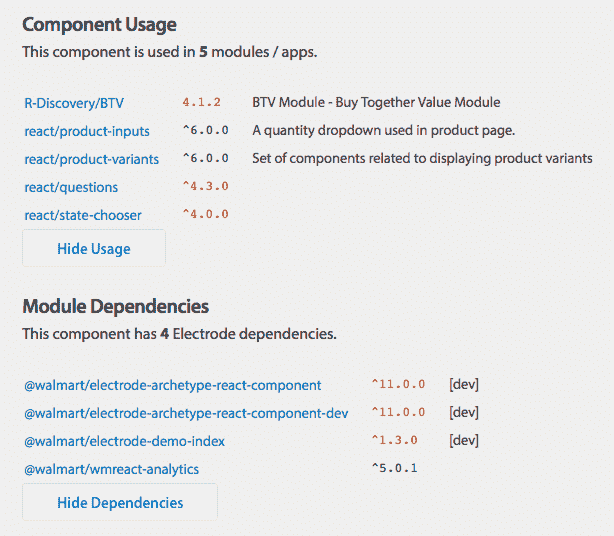 Component Usage
This component is used in 5 modules / apps.
R-Discovery/BTV 4.1.2 BTV Module - Buy Together Value Module
react/product-inputs ^6.0.0 A quantity dropdown used in product page.
react/product-variants ^6.0.0 Set of components related to displaying product variants
react/questions ^4.3.0
react/state-chooser ^4.0.0
Hide Usage
Module Dependencies
This component has 4 Electrode dependencies.
@walmart/electrode-archetype-react-component ^11.0.0 [dev]
@walmart/electrode-archetype-react-component-dev ^11.0.0 [dev]
@walmart/electrode-demo-index ^1.3.0 [dev]
@walmart/wmreact-analytics ^5.0.1
Hide Dependencies